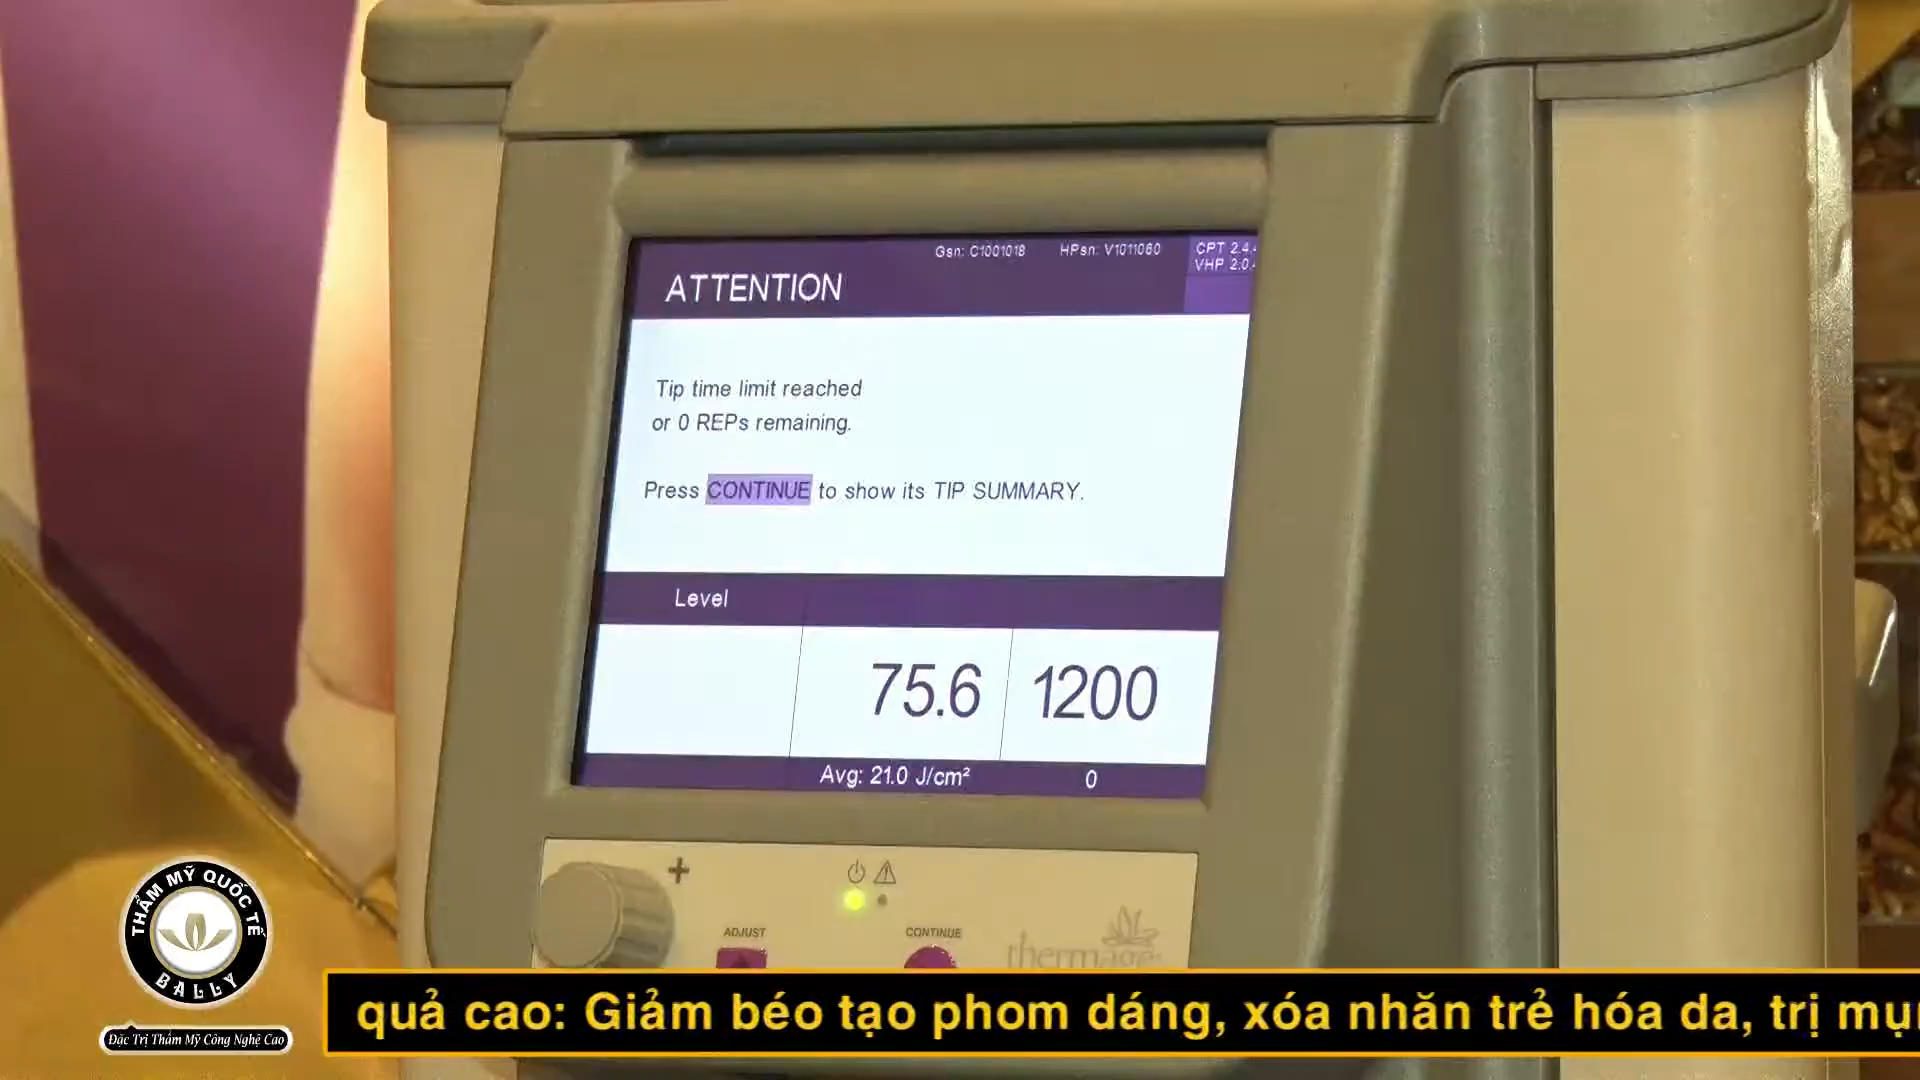 Gsn: C1001018 HPsn: V1011060 CPT 2.4.
VHP 2.0.
ATTENTION
Tip time limit reached
or 0 REPs remaining.
Press CONTINUE to show its TIP SUMMARY.
Level
75.6 1200
Avg: 21.0 J/cm² 0
ADJUST CONTINUE
thermage
THẨM MỸ QUỐC TẾ
BALLY
Đặc Trị Thẩm Mỹ Công Nghệ Cao
quả cao: Giảm béo tạo phom dáng, xóa nhăn trẻ hóa da, trị